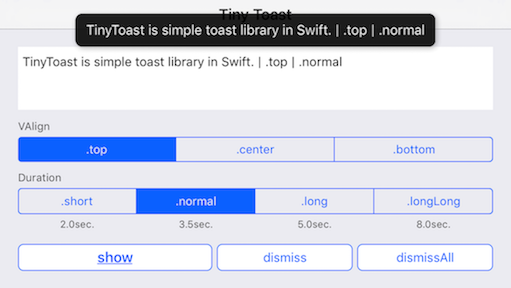 Tiny Toast
TinyToast is simple toast library in Swift. | .top | .normal
TinyToast is simple toast library in Swift. | .top | .normal
VAlign
.top .center .bottom
Duration
.short .normal .long .longLong
2.0sec. 3.5sec. 5.0sec. 8.0sec.
show dismiss dismissAll